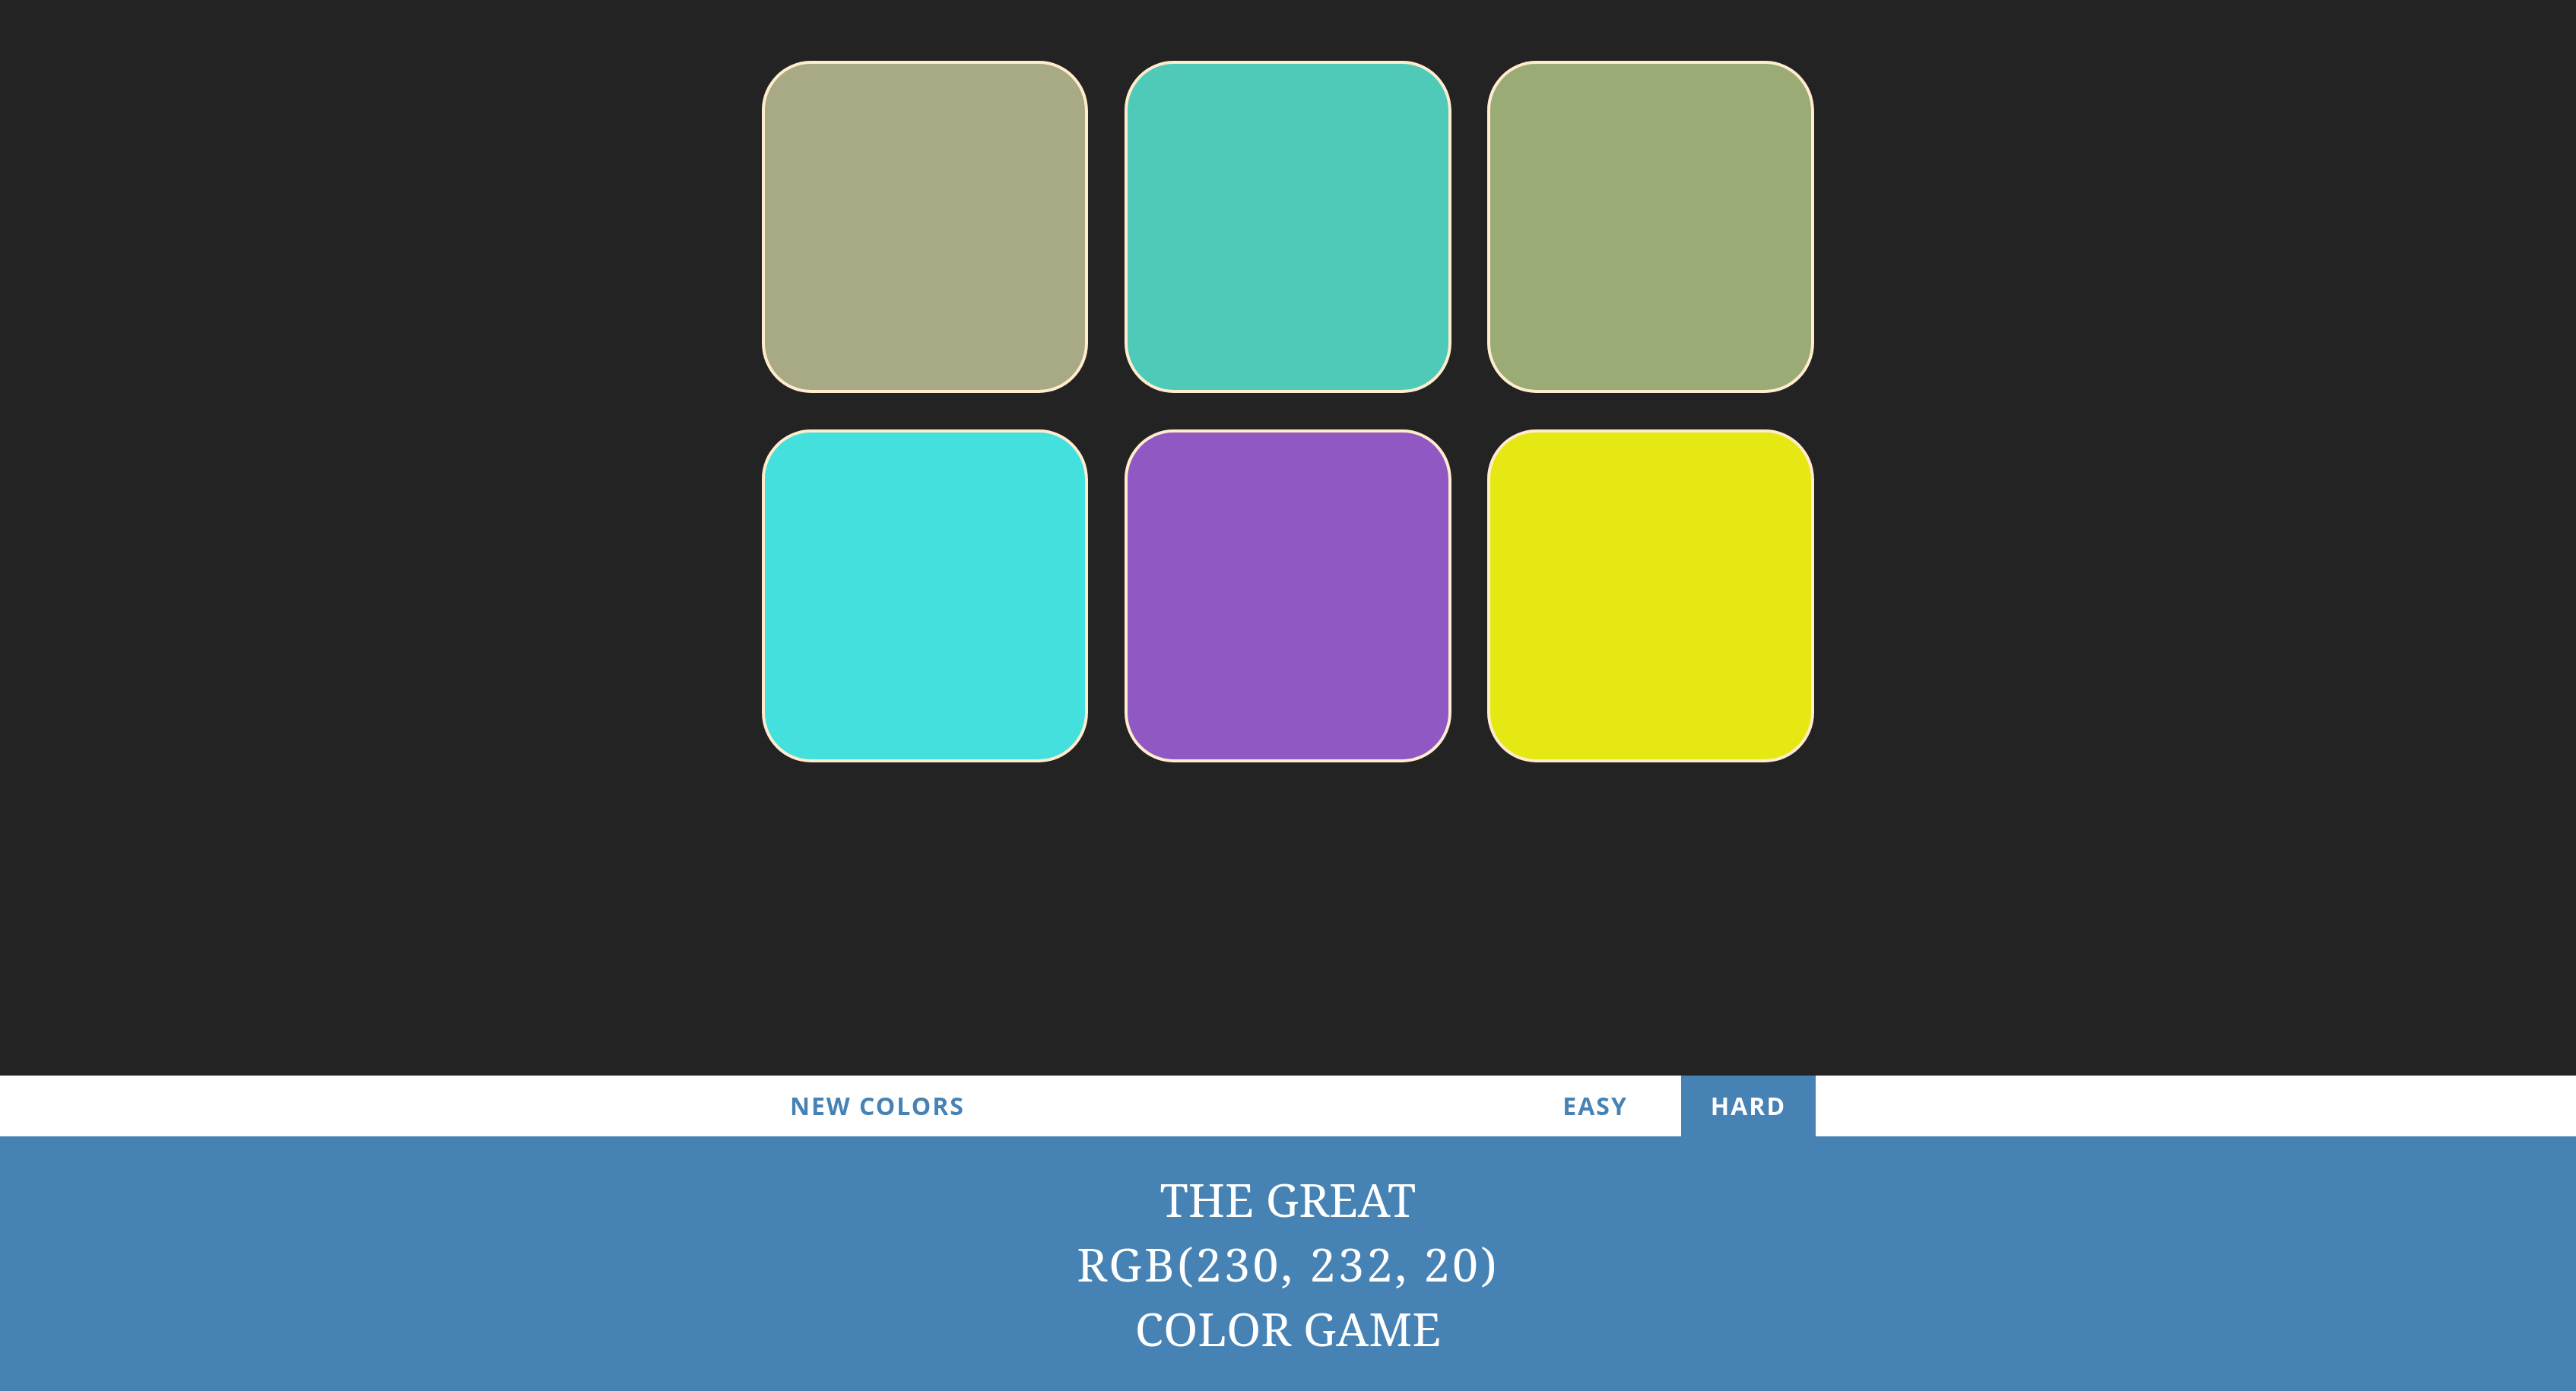 NEW COLORS
EASY
HARD
THE GREAT
RGB(230, 232, 20)
COLOR GAME